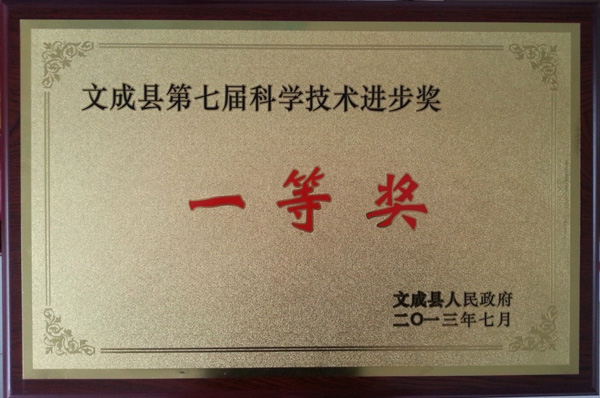 文成县第七届科学技术进步奖
一等奖
文成县人民政府
二〇一三年七月